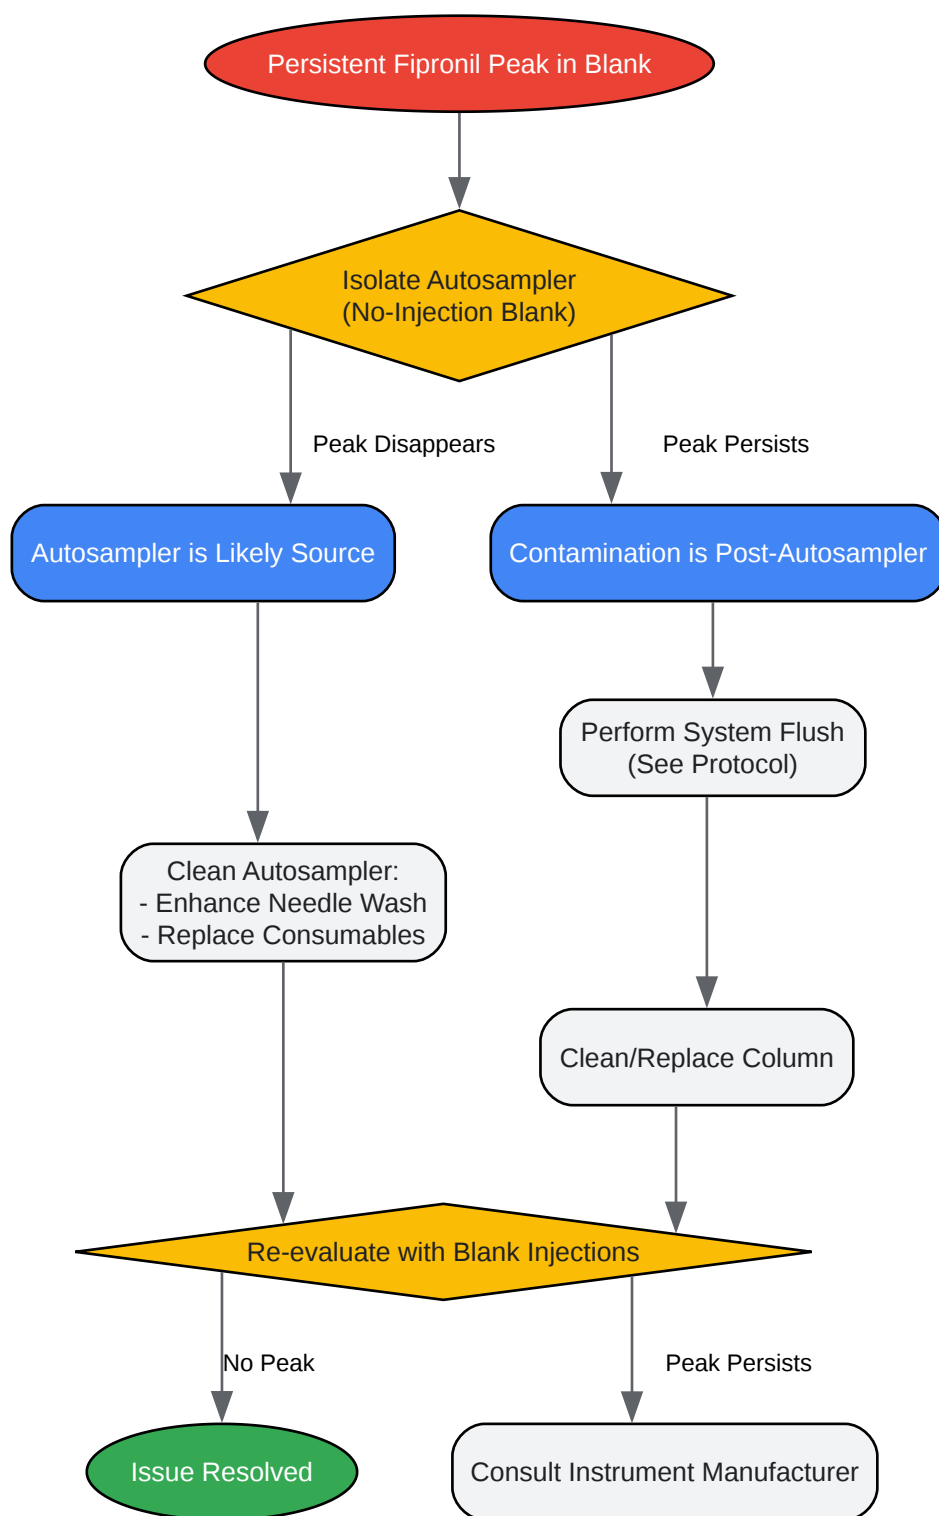 Persistent Fipronil Peak in Blank
Isolate Autosampler
(No-Injection Blank)
Peak Disappears
Peak Persists
Autosampler is Likely Source
Contamination is Post-Autosampler
Perform System Flush
(See Protocol)
Clean Autosampler:
- Enhance Needle Wash
- Replace Consumables
Clean/Replace Column
Re-evaluate with Blank Injections
No Peak
Peak Persists
Issue Resolved
Consult Instrument Manufacturer